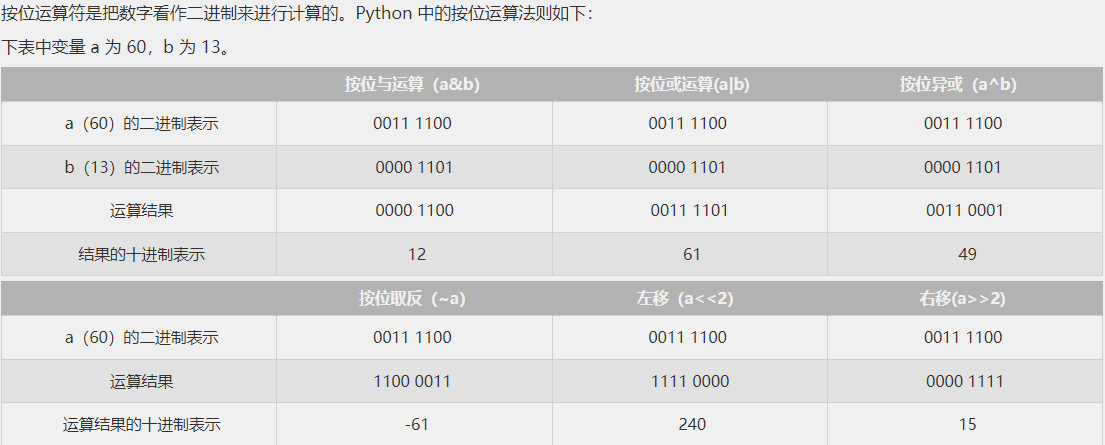 按位运算符是把数字看作二进制来进行计算的。Python 中的按位运算法则如下：
下表中变量 a 为 60，b 为 13。
按位与运算（a&b) 按位或运算(a|b) 按位异或（a^b)
a（60）的二进制表示 0011 1100 0011 1100 0011 1100
b（13）的二进制表示 0000 1101 0000 1101 0000 1101
运算结果 0000 1100 0011 1101 0011 0001
结果的十进制表示 12 61 49
按位取反（~a) 左移（a<<2) 右移(a>>2)
a（60）的二进制表示 0011 1100 0011 1100 0011 1100
运算结果 1100 0011 1111 0000 0000 1111
运算结果的十进制表示 -61 240 15